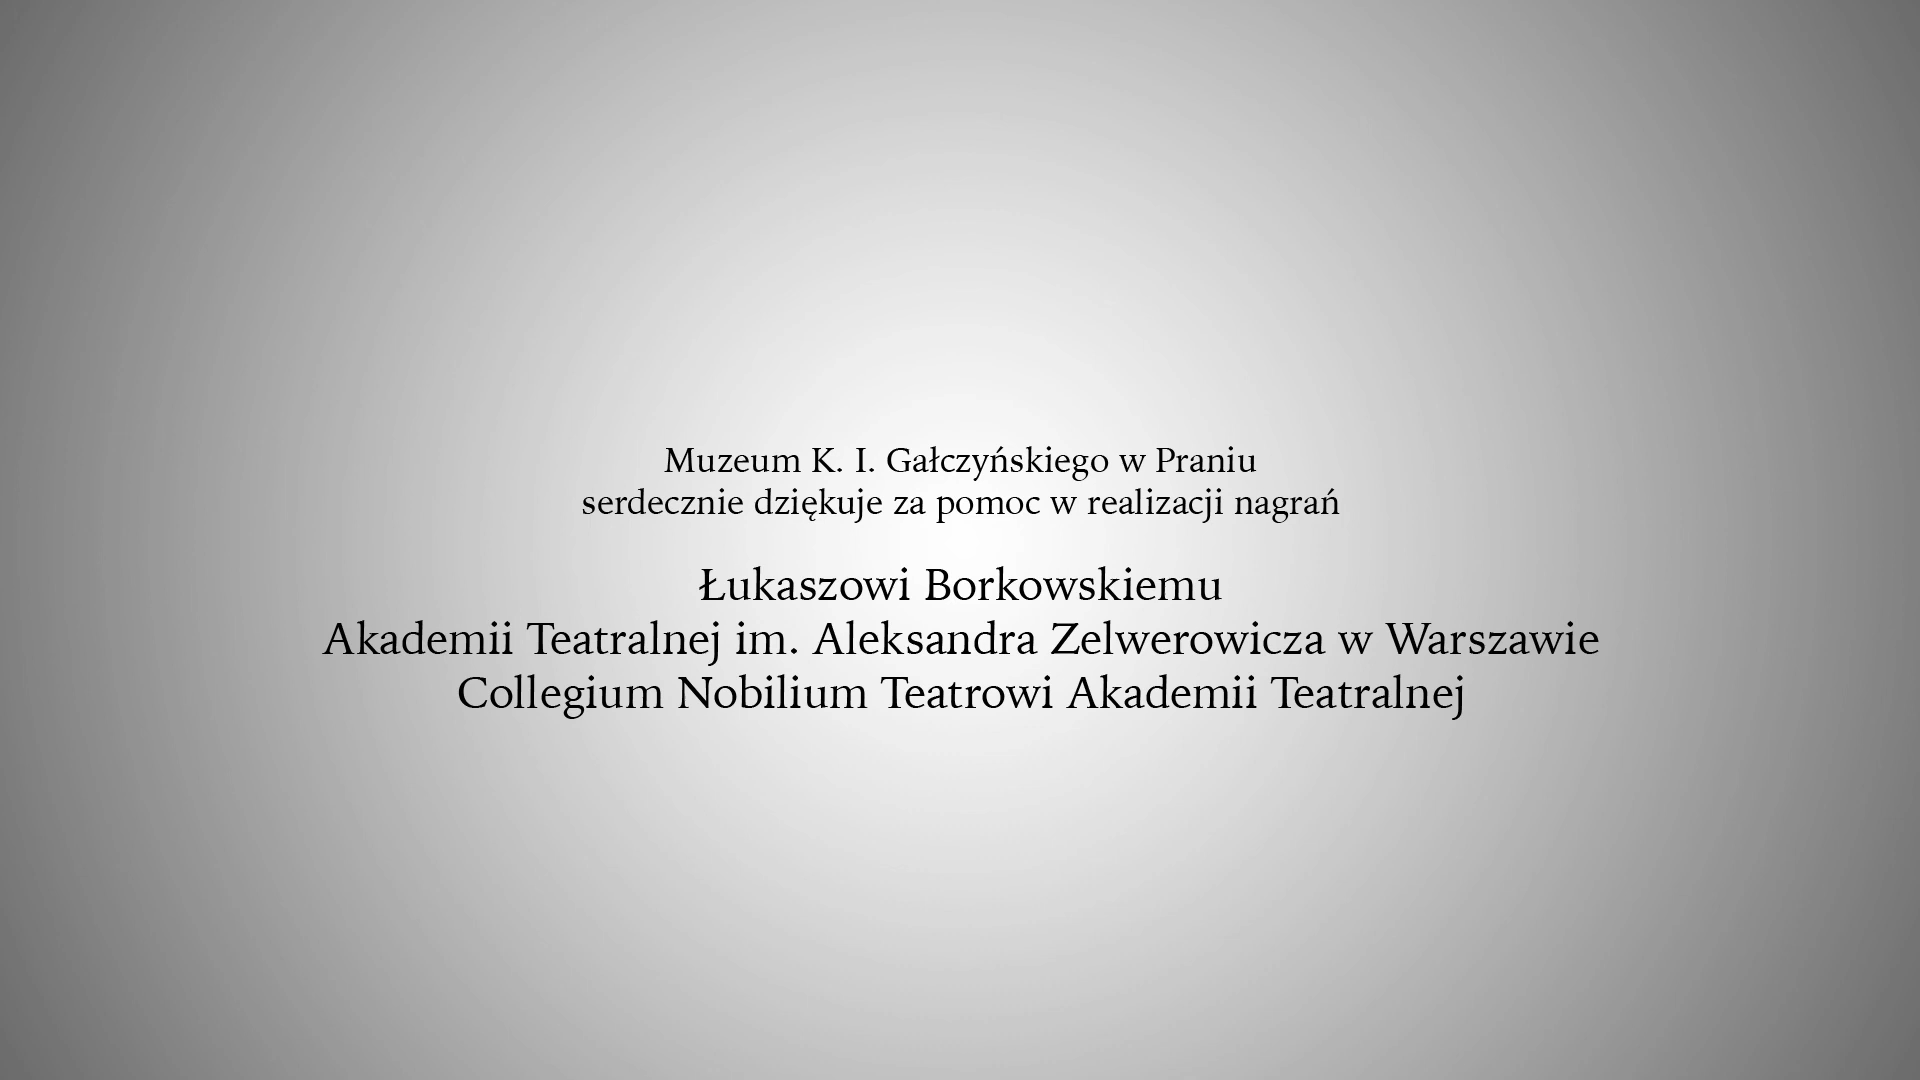 Muzeum K. I. Gałczyńskiego w Praniu
serdecznie dziękuje za pomoc w realizacji nagrań
Łukaszowi Borkowskiemu
Akademii Teatralnej im. Aleksandra Zelwerowicza w Warszawie
Collegium Nobilium Teatrowi Akademii Teatralnej